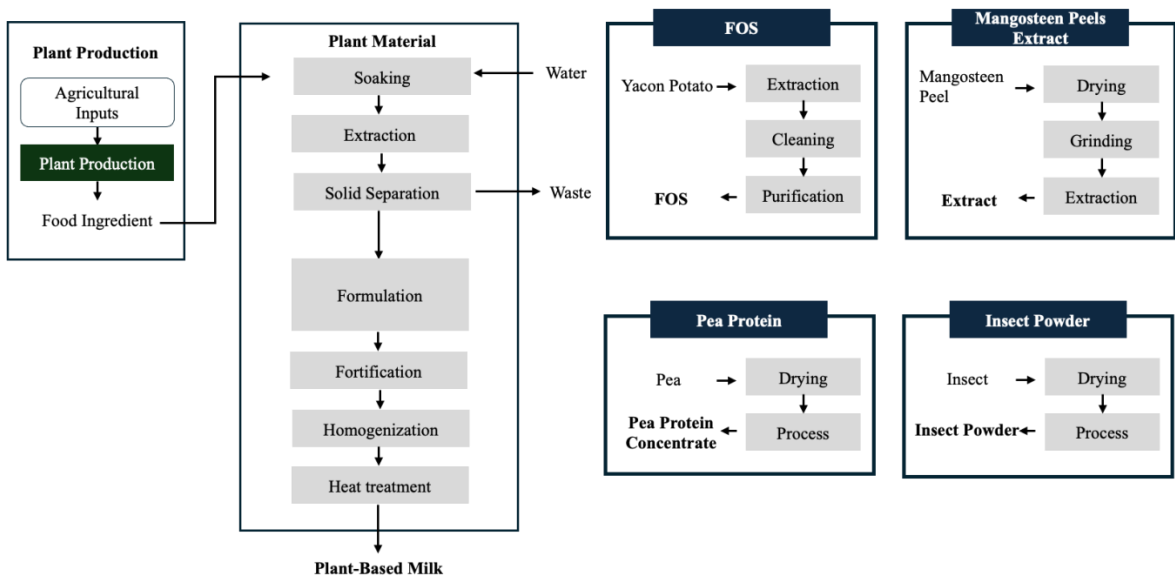 Plant Production
Agricultural
Inputs
Plant Production
Food Ingredient
Plant Material
Soaking
Water
Extraction
Solid Separation
Waste
Formulation
Fortification
Homogenization
Heat treatment
Plant-Based Milk
FOS
Yacon Potato
Extraction
Cleaning
FOS
Purification
Mangosteen Peels
Extract
Mangosteen
Peel
Drying
Grinding
Extract
Extraction
Pea Protein
Pea
Drying
Pea Protein
Concentrate
Process
Insect Powder
Insect
Drying
Insect Powder
Process